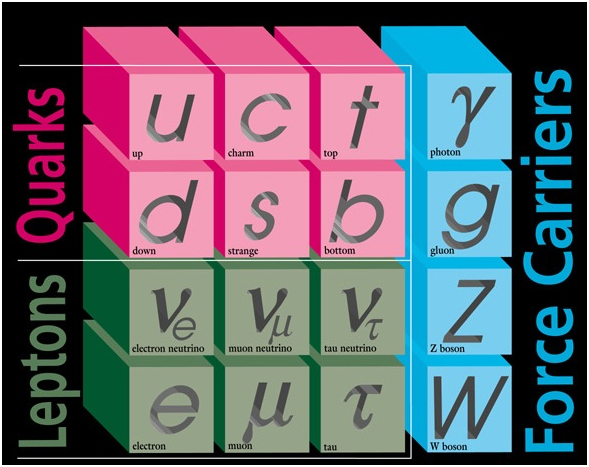 Quarks
u
up
c
charm
t
top
γ
photon
d
down
s
strange
b
bottom
g
gluon
Leptons
νe
electron neutrino
νμ
muon neutrino
ντ
tau neutrino
Z
Z boson
e
electron
μ
muon
τ
tau
W
W boson
Force Carriers